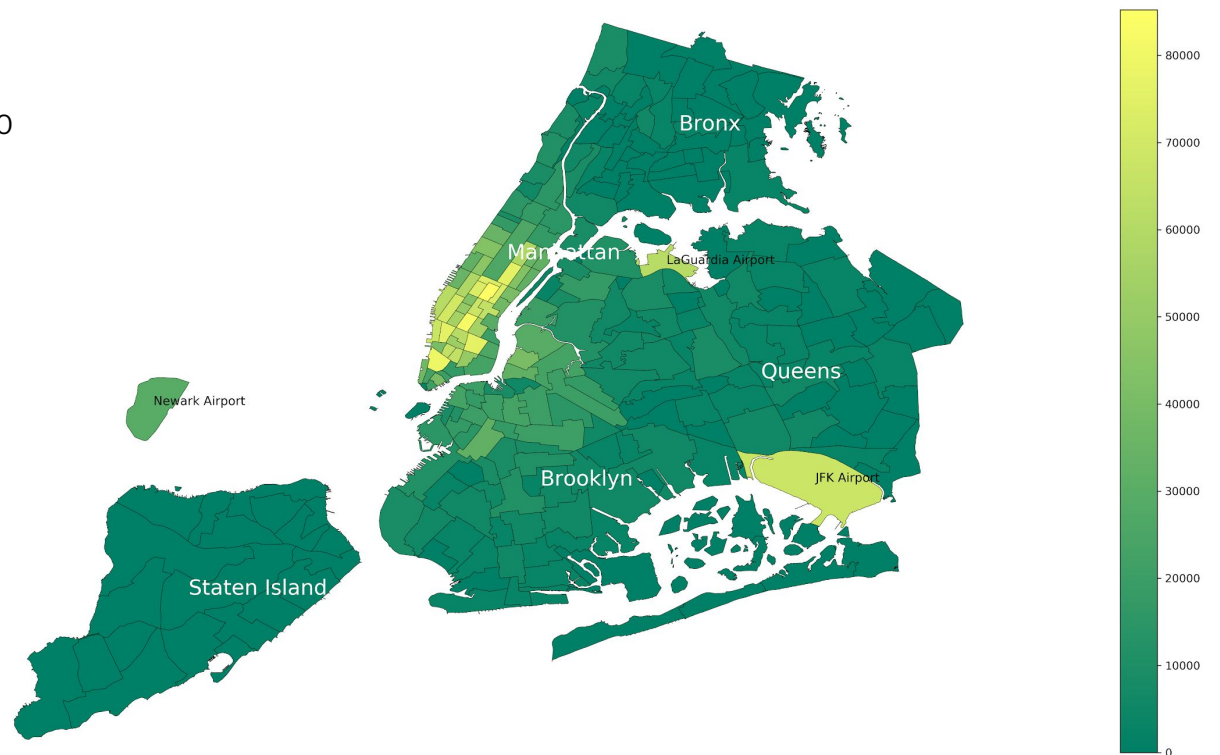 0
Bronx
Manhattan
LaGuardia Airport
Queens
Newark Airport
JFK Airport
Brooklyn
Staten Island
80000
70000
60000
50000
40000
30000
20000
10000
0